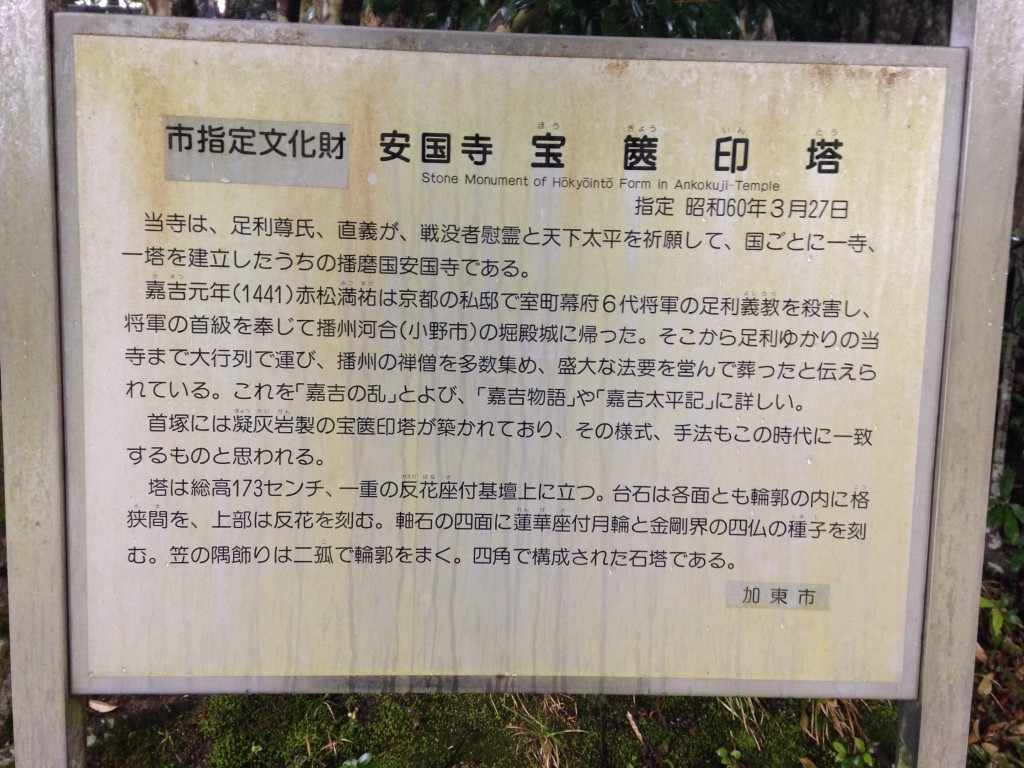 市指定文化財 安国寺 宝篋印塔
ほう きょう いん とう
Stone Monument of Hōkyōintō Form in Ankokuji-Temple
指定 昭和60年3月27日
当寺は、足利尊氏、直義が、戦没者慰霊と天下太平を祈願して、国ごとに一寺、
一塔を建立したうちの播磨国安国寺である。
嘉吉元年(1441)赤松満祐は京都の私邸で室町幕府6代将軍の足利義教を殺害し、
将軍の首級を奉じて播州河合(小野市)の堀殿城に帰った。そこから足利ゆかりの当
寺まで大行列で運び、播州の禅僧を多数集め、盛大な法要を営んで葬ったと伝えら
れている。これを「嘉吉の乱」とよび、「嘉吉物語」や「嘉吉太平記」に詳しい。
首塚には凝灰岩製の宝篋印塔が築かれており、その様式、手法もこの時代に一致
するものと思われる。
塔は総高173センチ、一重の反花座付基壇上に立つ。台石は各面とも輪郭の内に格
狭間を、上部は反花を刻む。軸石の四面に蓮華座付月輪と金剛界の四仏の種子を刻
む。笠の隅飾りは二孤で輪郭をまく。四角で構成された石塔である。
加東市